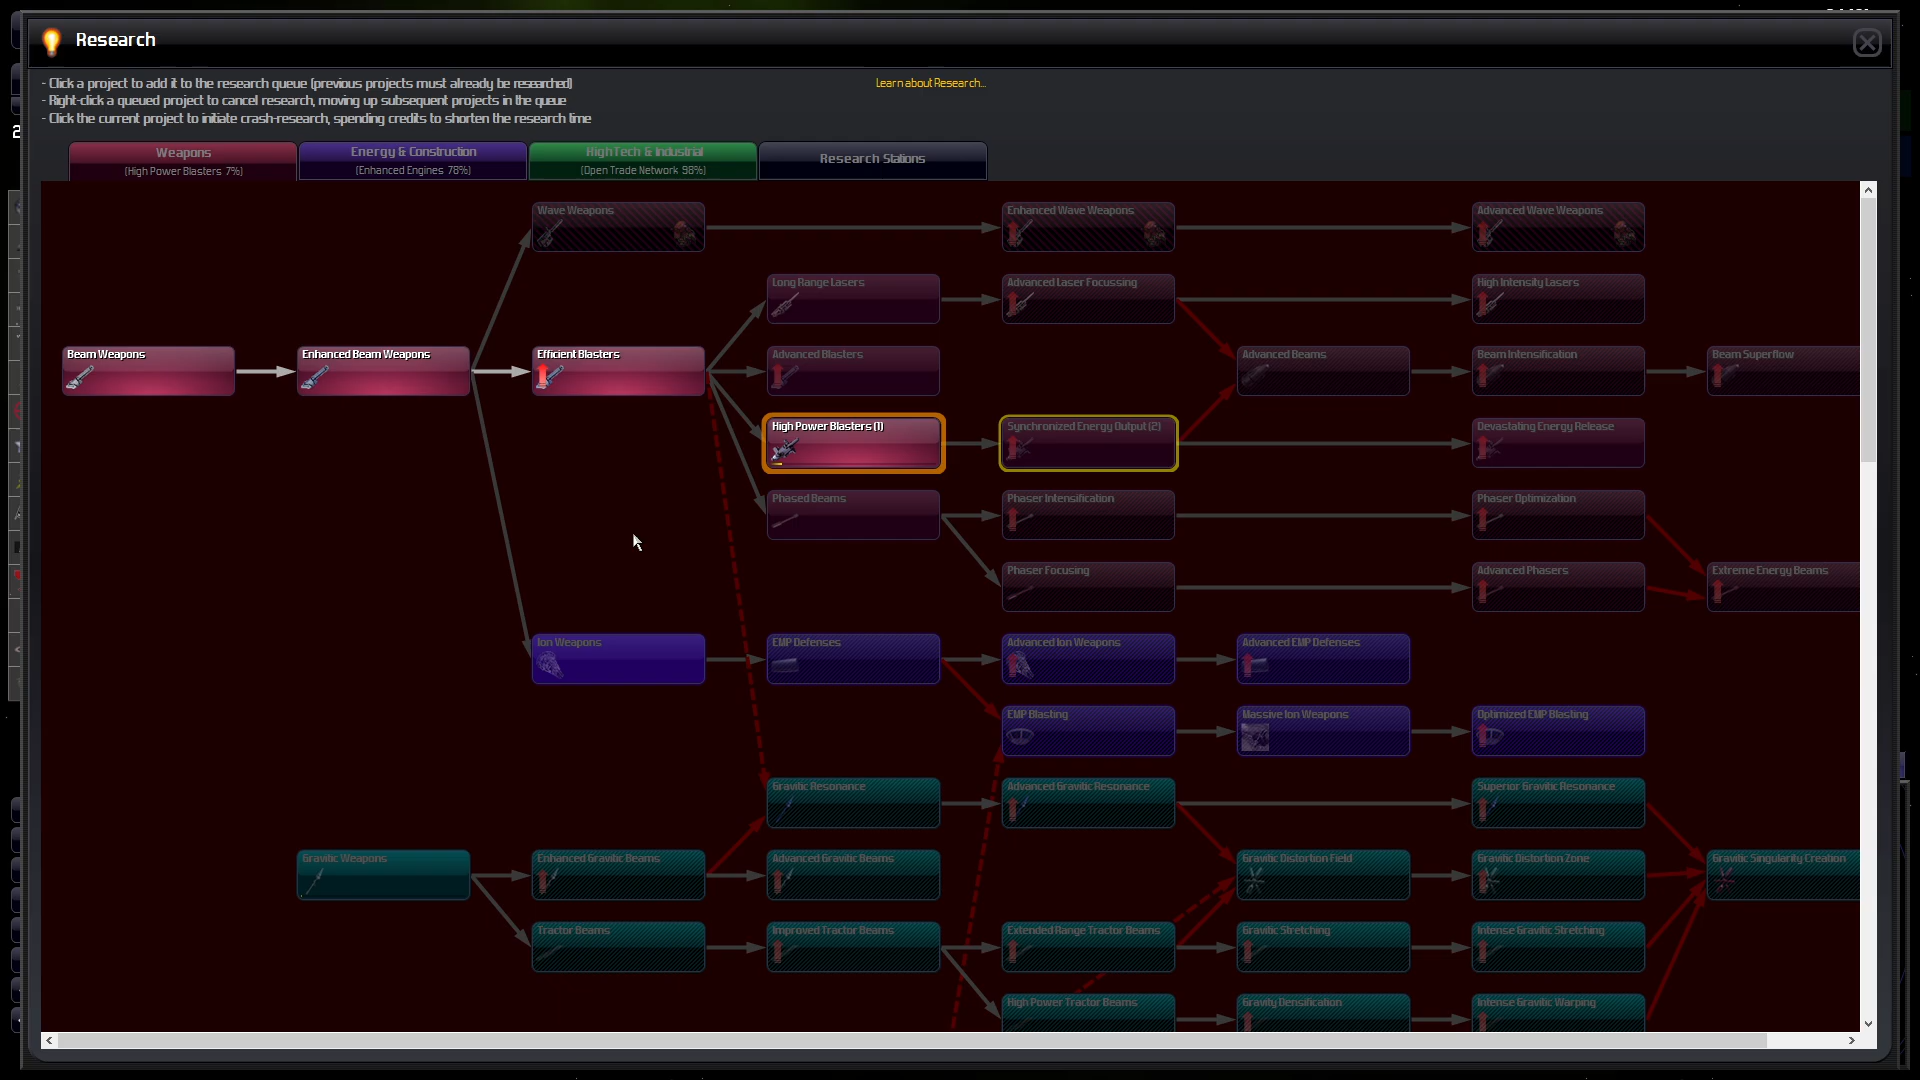 Research
- Click a project to add it to the research queue (previous projects must already be researched)
Learn about Research...
- Right-click a queued project to cancel research, moving up subsequent projects in the queue
- Click the current project to initiate crash-research, spending credits to shorten the research time
Weapons
(High Power Blasters 7%)
Energy & Construction
(Enhanced Engines 78%)
HighTech & Industrial
(Open Trade Network 98%)
Research Stations
Wave Weapons
Enhanced Wave Weapons
Advanced Wave Weapons
Long Range Lasers
Advanced Laser Focussing
High Intensity Lasers
Beam Weapons
Enhanced Beam Weapons
Efficient Blasters
Advanced Blasters
Advanced Beams
Beam Intensification
Beam Superflow
High Power Blasters (1)
Synchronized Energy Output (2)
Devastating Energy Release
Phased Beams
Phaser Intensification
Phaser Optimization
Phaser Focusing
Advanced Phasers
Extreme Energy Beams
Ion Weapons
EMP Defenses
Advanced Ion Weapons
Advanced EMP Defenses
EMP Blasting
Massive Ion Weapons
Optimized EMP Blasting
Gravitic Resonance
Advanced Gravitic Resonance
Superior Gravitic Resonance
Gravitic Weapons
Enhanced Gravitic Beams
Advanced Gravitic Beams
Gravitic Distortion Field
Gravitic Distortion Zone
Gravitic Singularity Creation
Tractor Beams
Improved Tractor Beams
Extended Range Tractor Beams
Gravitic Stretching
Intense Gravitic Stretching
High Power Tractor Beams
Gravity Densification
Intense Gravitic Warping